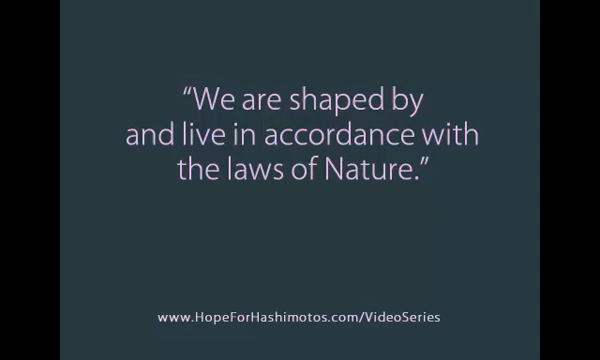 “We are shaped by
and live in accordance with
the laws of Nature.”
www.HopeForHashimotos.com/VideoSeries